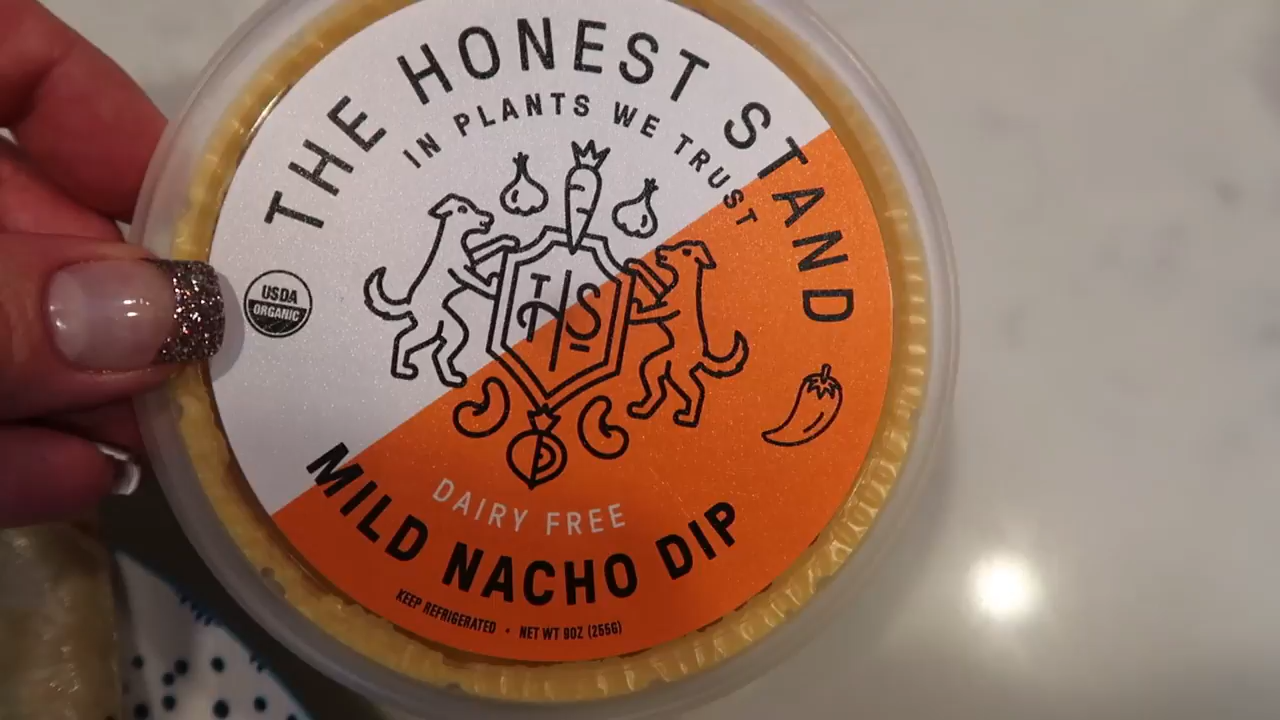 THE HONEST STAND
IN PLANTS WE TRUST
T/S
USDA
ORGANIC
DAIRY FREE
MILD NACHO DIP
KEEP REFRIGERATED • NET WT 9OZ (255G)